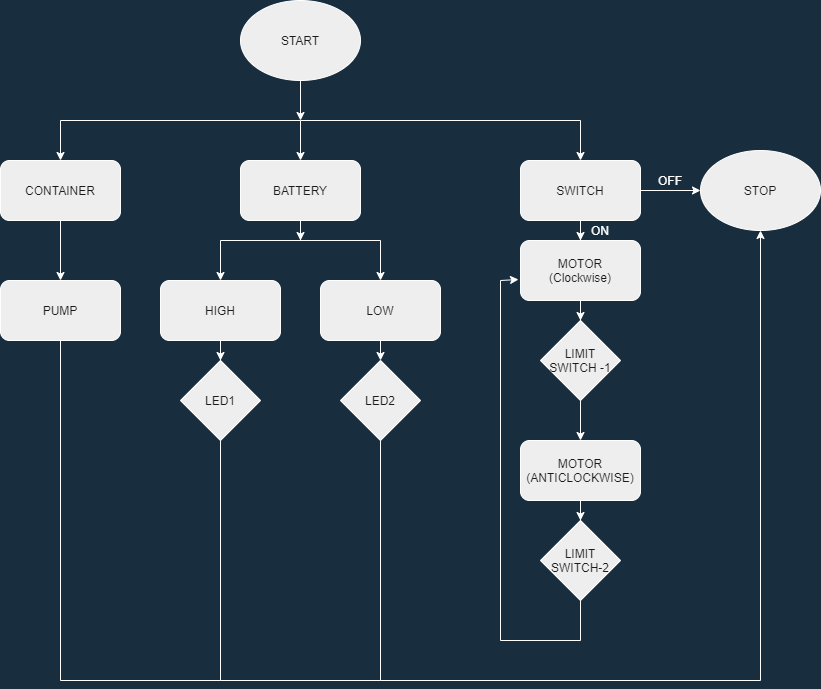 START
CONTAINER
BATTERY
SWITCH
OFF
STOP
ON
MOTOR
(Clockwise)
PUMP
HIGH
LOW
LIMIT
SWITCH -1
LED1
LED2
MOTOR
(ANTICLOCKWISE)
LIMIT
SWITCH-2